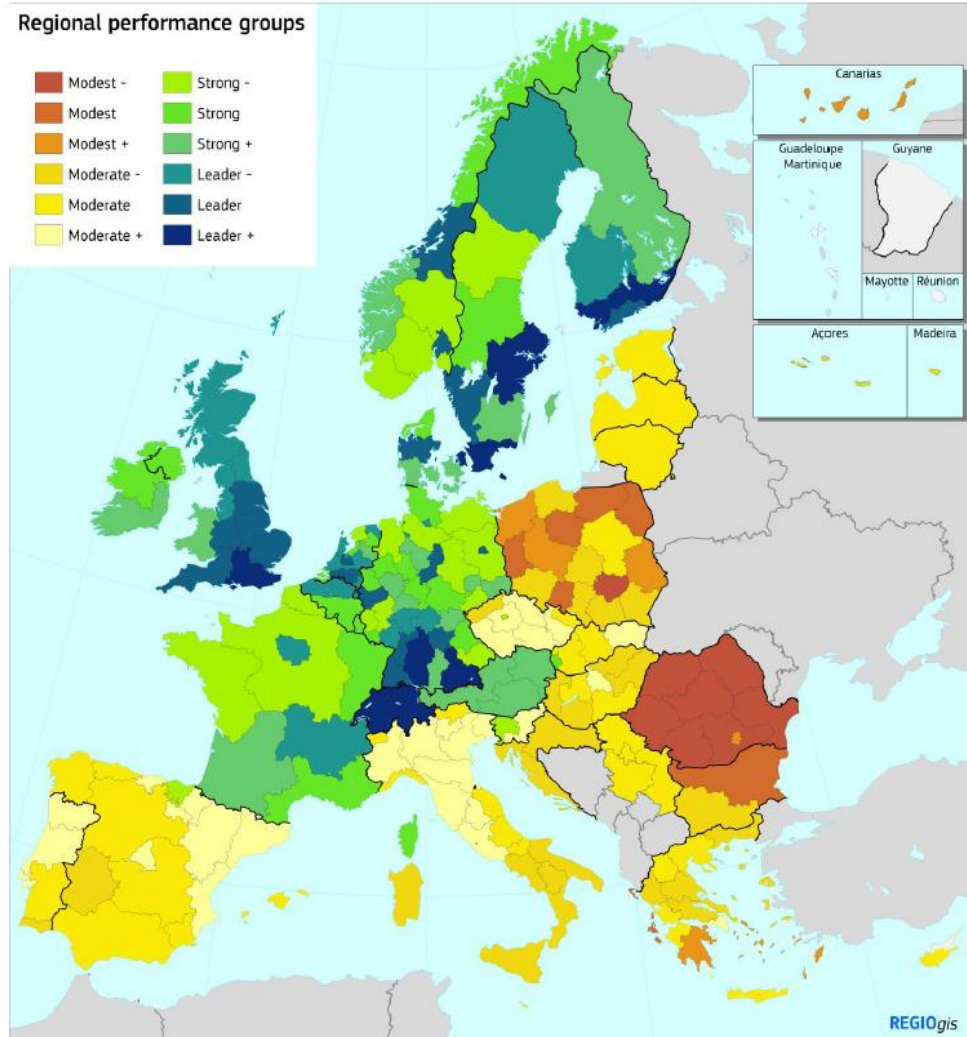 Regional performance groups
Modest -
Modest
Modest +
Moderate -
Moderate
Moderate +
Strong -
Strong
Strong +
Leader -
Leader
Leader +
Canarias
Guadeloupe
Martinique
Guyane
Mayotte
Réunion
Açores
Madeira
REGIOgis